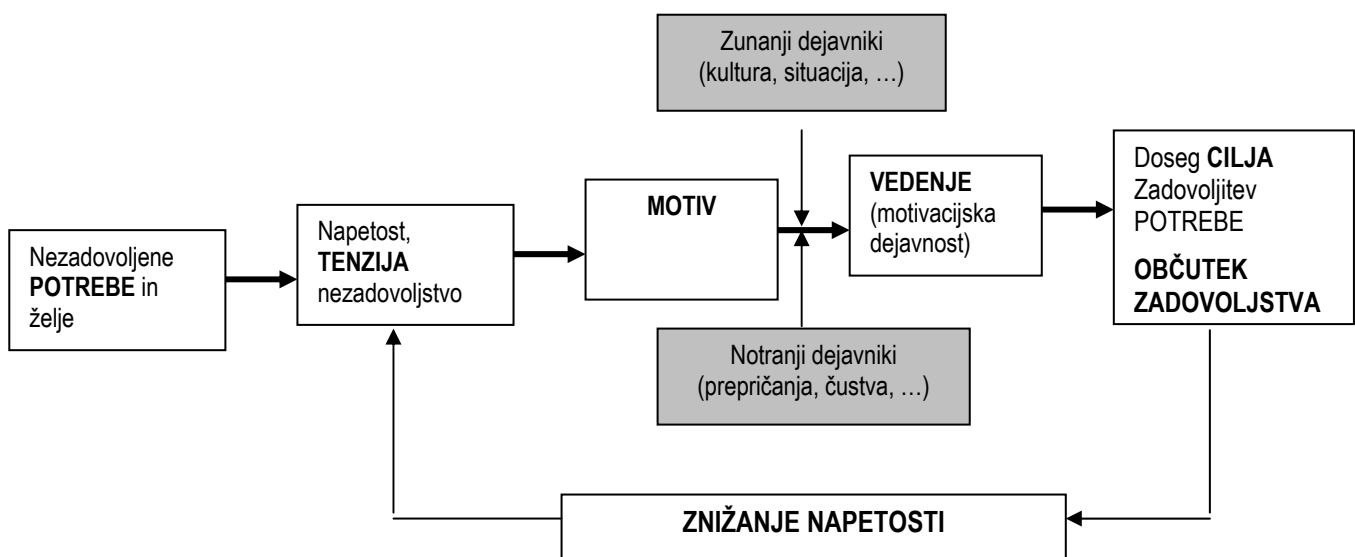 Zunanji dejavniki
(kultura, situacija, …)
Nezadovoljene
POTREBE in
želje
Napetost,
TENZIJA
nezadovoljstvo
MOTIV
VEDENJE
(motivacijska
dejavnost)
Doseg CILJA
Zadovoljitev
POTREBE
OBČUTEK
ZADOVOLJSTVA
Notranji dejavniki
(prepričanja, čustva, …)
ZNIŽANJE NAPETOSTI